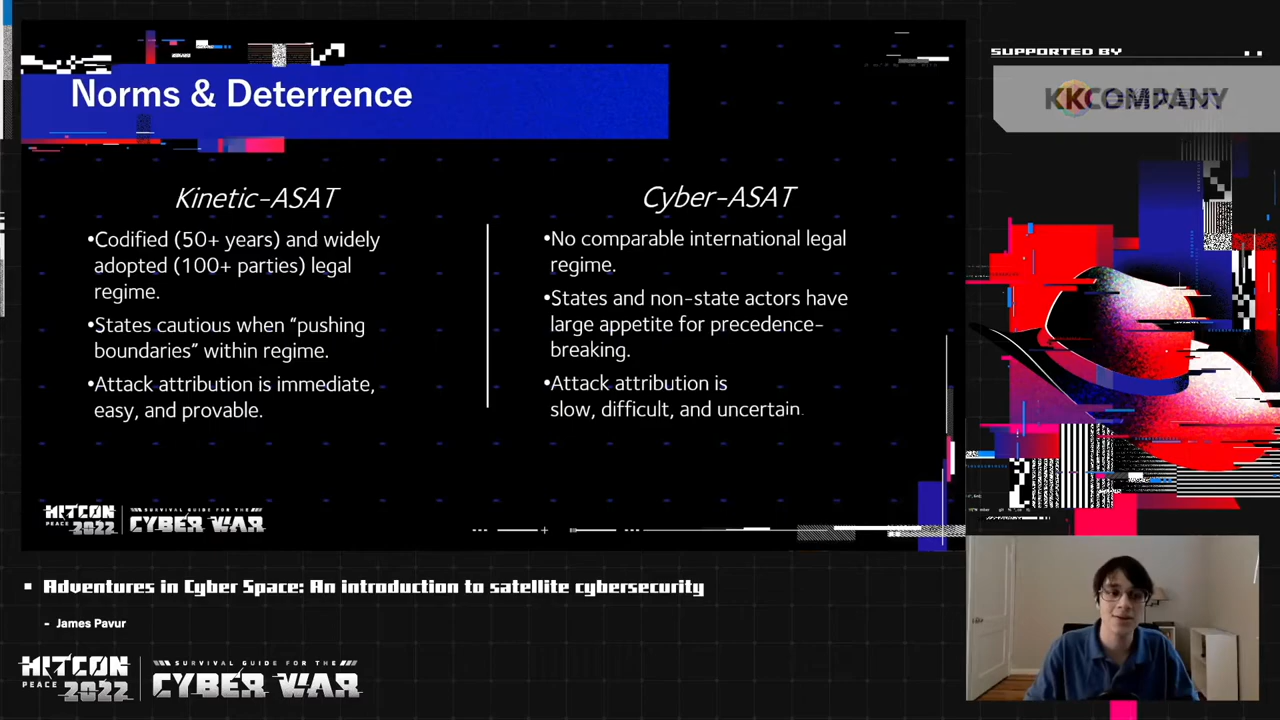 Norms & Deterrence
Kinetic-ASAT
•Codified (50+ years) and widely
adopted (100+ parties) legal
regime.
•States cautious when “pushing
boundaries” within regime.
•Attack attribution is immediate,
easy, and provable.
Cyber-ASAT
•No comparable international legal
regime.
•States and non-state actors have
large appetite for precedence-
breaking.
•Attack attribution is
slow, difficult, and uncertain.
HITCON
PEACE 2022
SURVIVAL GUIDE FOR THE
CYBER WAR
SUPPORTED BY
KKCOMPANY
Adventures in Cyber Space: An introduction to satellite cybersecurity
- James Pavur
HITCON
PEACE 2022
SURVIVAL GUIDE FOR THE
CYBER WAR